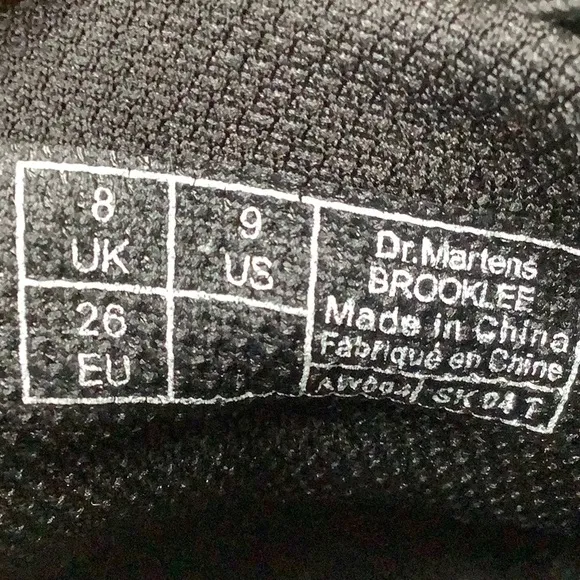 8
UK
9
US
26
EU
Dr.Martens
BROOKLEE
Made in China
Fabriqué en Chine
SK 04 T